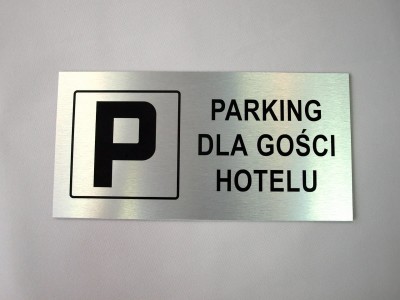 P
PARKING
DLA GOŚCI
HOTELU